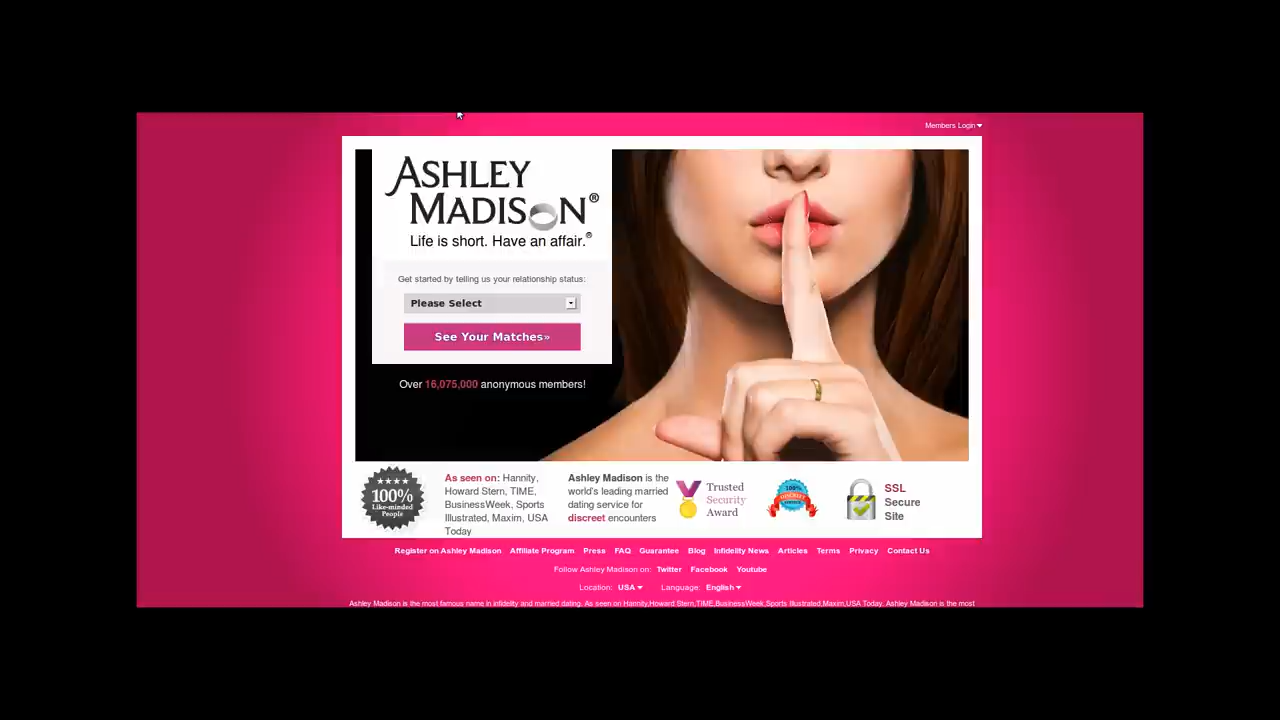 Members Login
ASHLEY
MADISON®
Life is short. Have an affair.®
Get started by telling us your relationship status:
Please Select
See Your Matches»
Over 16,075,000 anonymous members!
100%
Like-minded
People
As seen on: Hannity,
Howard Stern, TIME,
BusinessWeek, Sports
Illustrated, Maxim, USA
Today
Ashley Madison is the
world's leading married
dating service for
discreet encounters
Trusted
Security
Award
100%
SSL
Secure
Site
Register on Ashley Madison Affiliate Program Press FAQ Guarantee Blog Infidelity News Articles Terms Privacy Contact Us
Follow Ashley Madison on: Twitter Facebook Youtube
Location: USA Language: English
Ashley Madison is the most famous name in infidelity and married dating. As seen on Hannity,Howard Stern,TIME,BusinessWeek,Sports Illustrated,Maxim,USA Today. Ashley Madison is the most